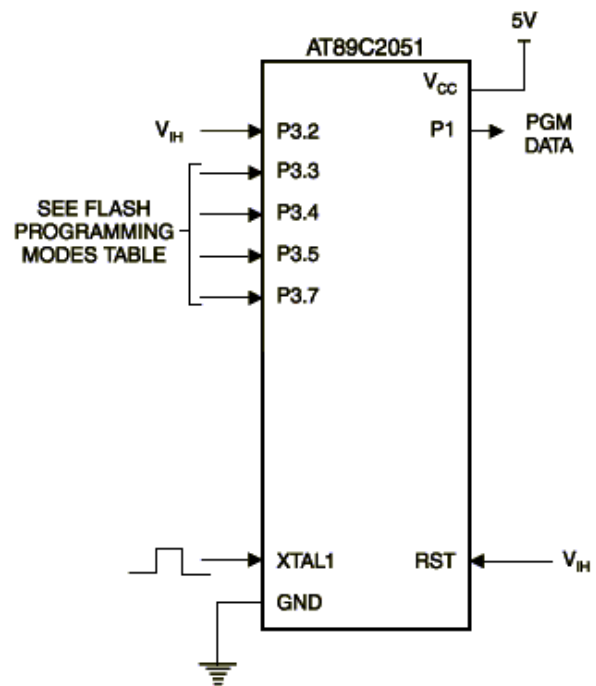 5V
AT89C2051
VCC
VIH
P3.2
P1
PGM
DATA
P3.3
SEE FLASH
PROGRAMMING
MODES TABLE
P3.4
P3.5
P3.7
XTAL1
RST
VIH
GND